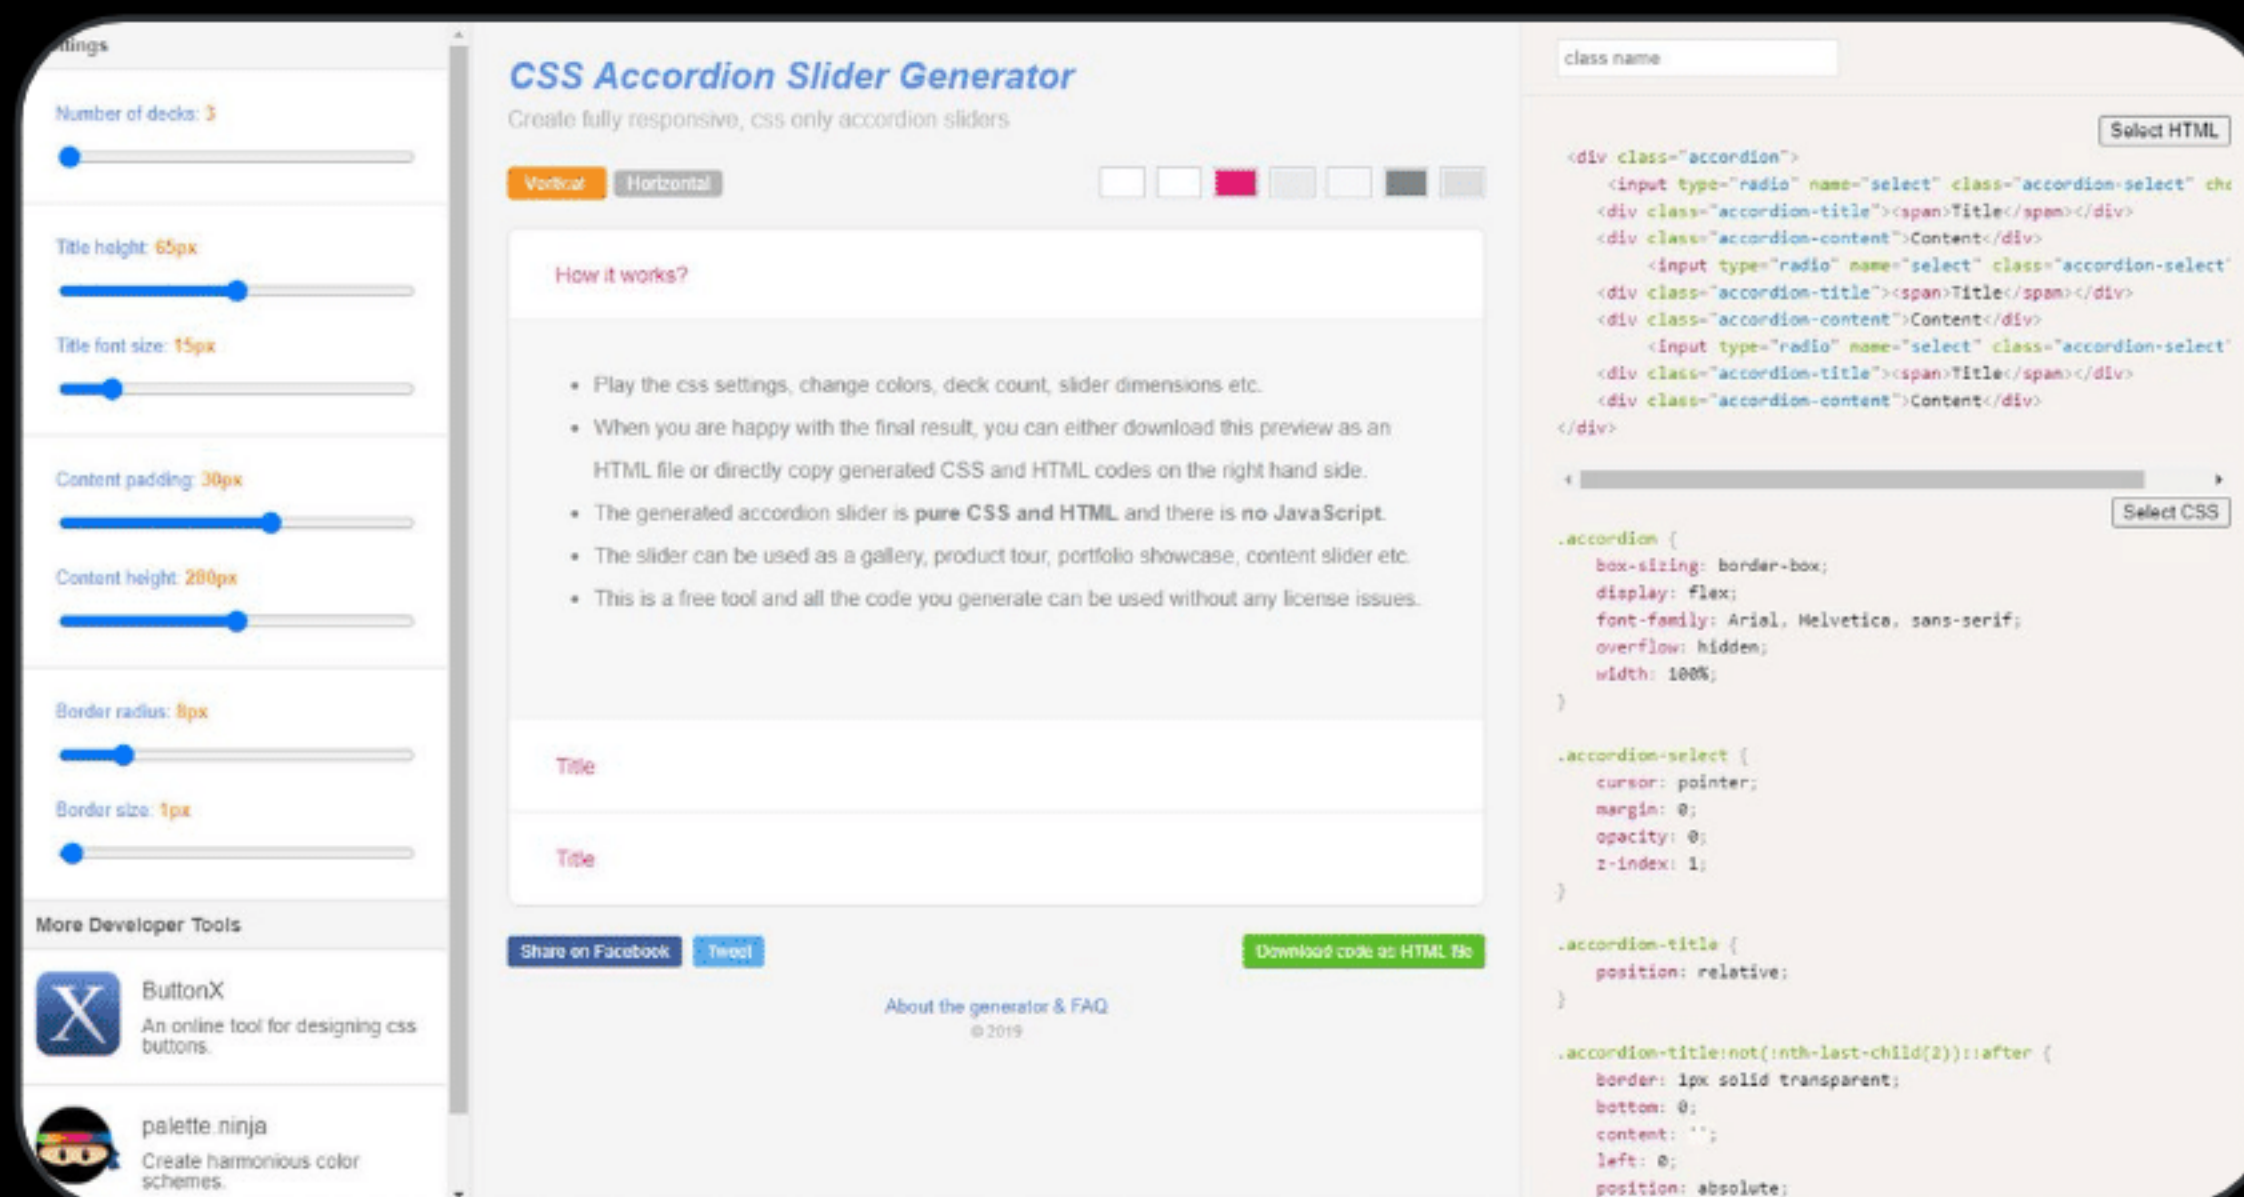 ttings
Number of decks: 3
Title height: 65px
Title font size: 15px
Content padding: 30px
Content height: 280px
Border radius: 8px
Border size: 1px
More Developer Tools
ButtonX
An online tool for designing css
buttons.
palette.ninja
Create harmonious color
schemes.
CSS Accordion Slider Generator
Create fully responsive, css only accordion sliders
Vertical Horizontal
How it works?
• Play the css settings, change colors, deck count, slider dimensions etc.
• When you are happy with the final result, you can either download this preview as an
HTML file or directly copy generated CSS and HTML codes on the right hand side.
• The generated accordion slider is pure CSS and HTML and there is no JavaScript.
• The slider can be used as a gallery, product tour, portfolio showcase, content slider etc.
• This is a free tool and all the code you generate can be used without any license issues.
Title
Title
Share on Facebook Tweet Download code as HTML file
About the generator & FAQ
© 2019
class name
Select HTML
<div class="accordion">
<input type="radio" name="select" class="accordion-select" che
<div class="accordion-title"><span>Title</span></div>
<div class="accordion-content">Content</div>
<input type="radio" name="select" class="accordion-select"
<div class="accordion-title"><span>Title</span></div>
<div class="accordion-content">Content</div>
<input type="radio" name="select" class="accordion-select"
<div class="accordion-title"><span>Title</span></div>
<div class="accordion-content">Content</div>
</div>
Select CSS
.accordion {
box-sizing: border-box;
display: flex;
font-family: Arial, Helvetica, sans-serif;
overflow: hidden;
width: 100%;
}
.accordion-select {
cursor: pointer;
margin: 0;
opacity: 0;
z-index: 1;
}
.accordion-title {
position: relative;
}
.accordion-title:not(:nth-last-child(2))::after {
border: 1px solid transparent;
bottom: 0;
content: '';
left: 0;
position: absolute;